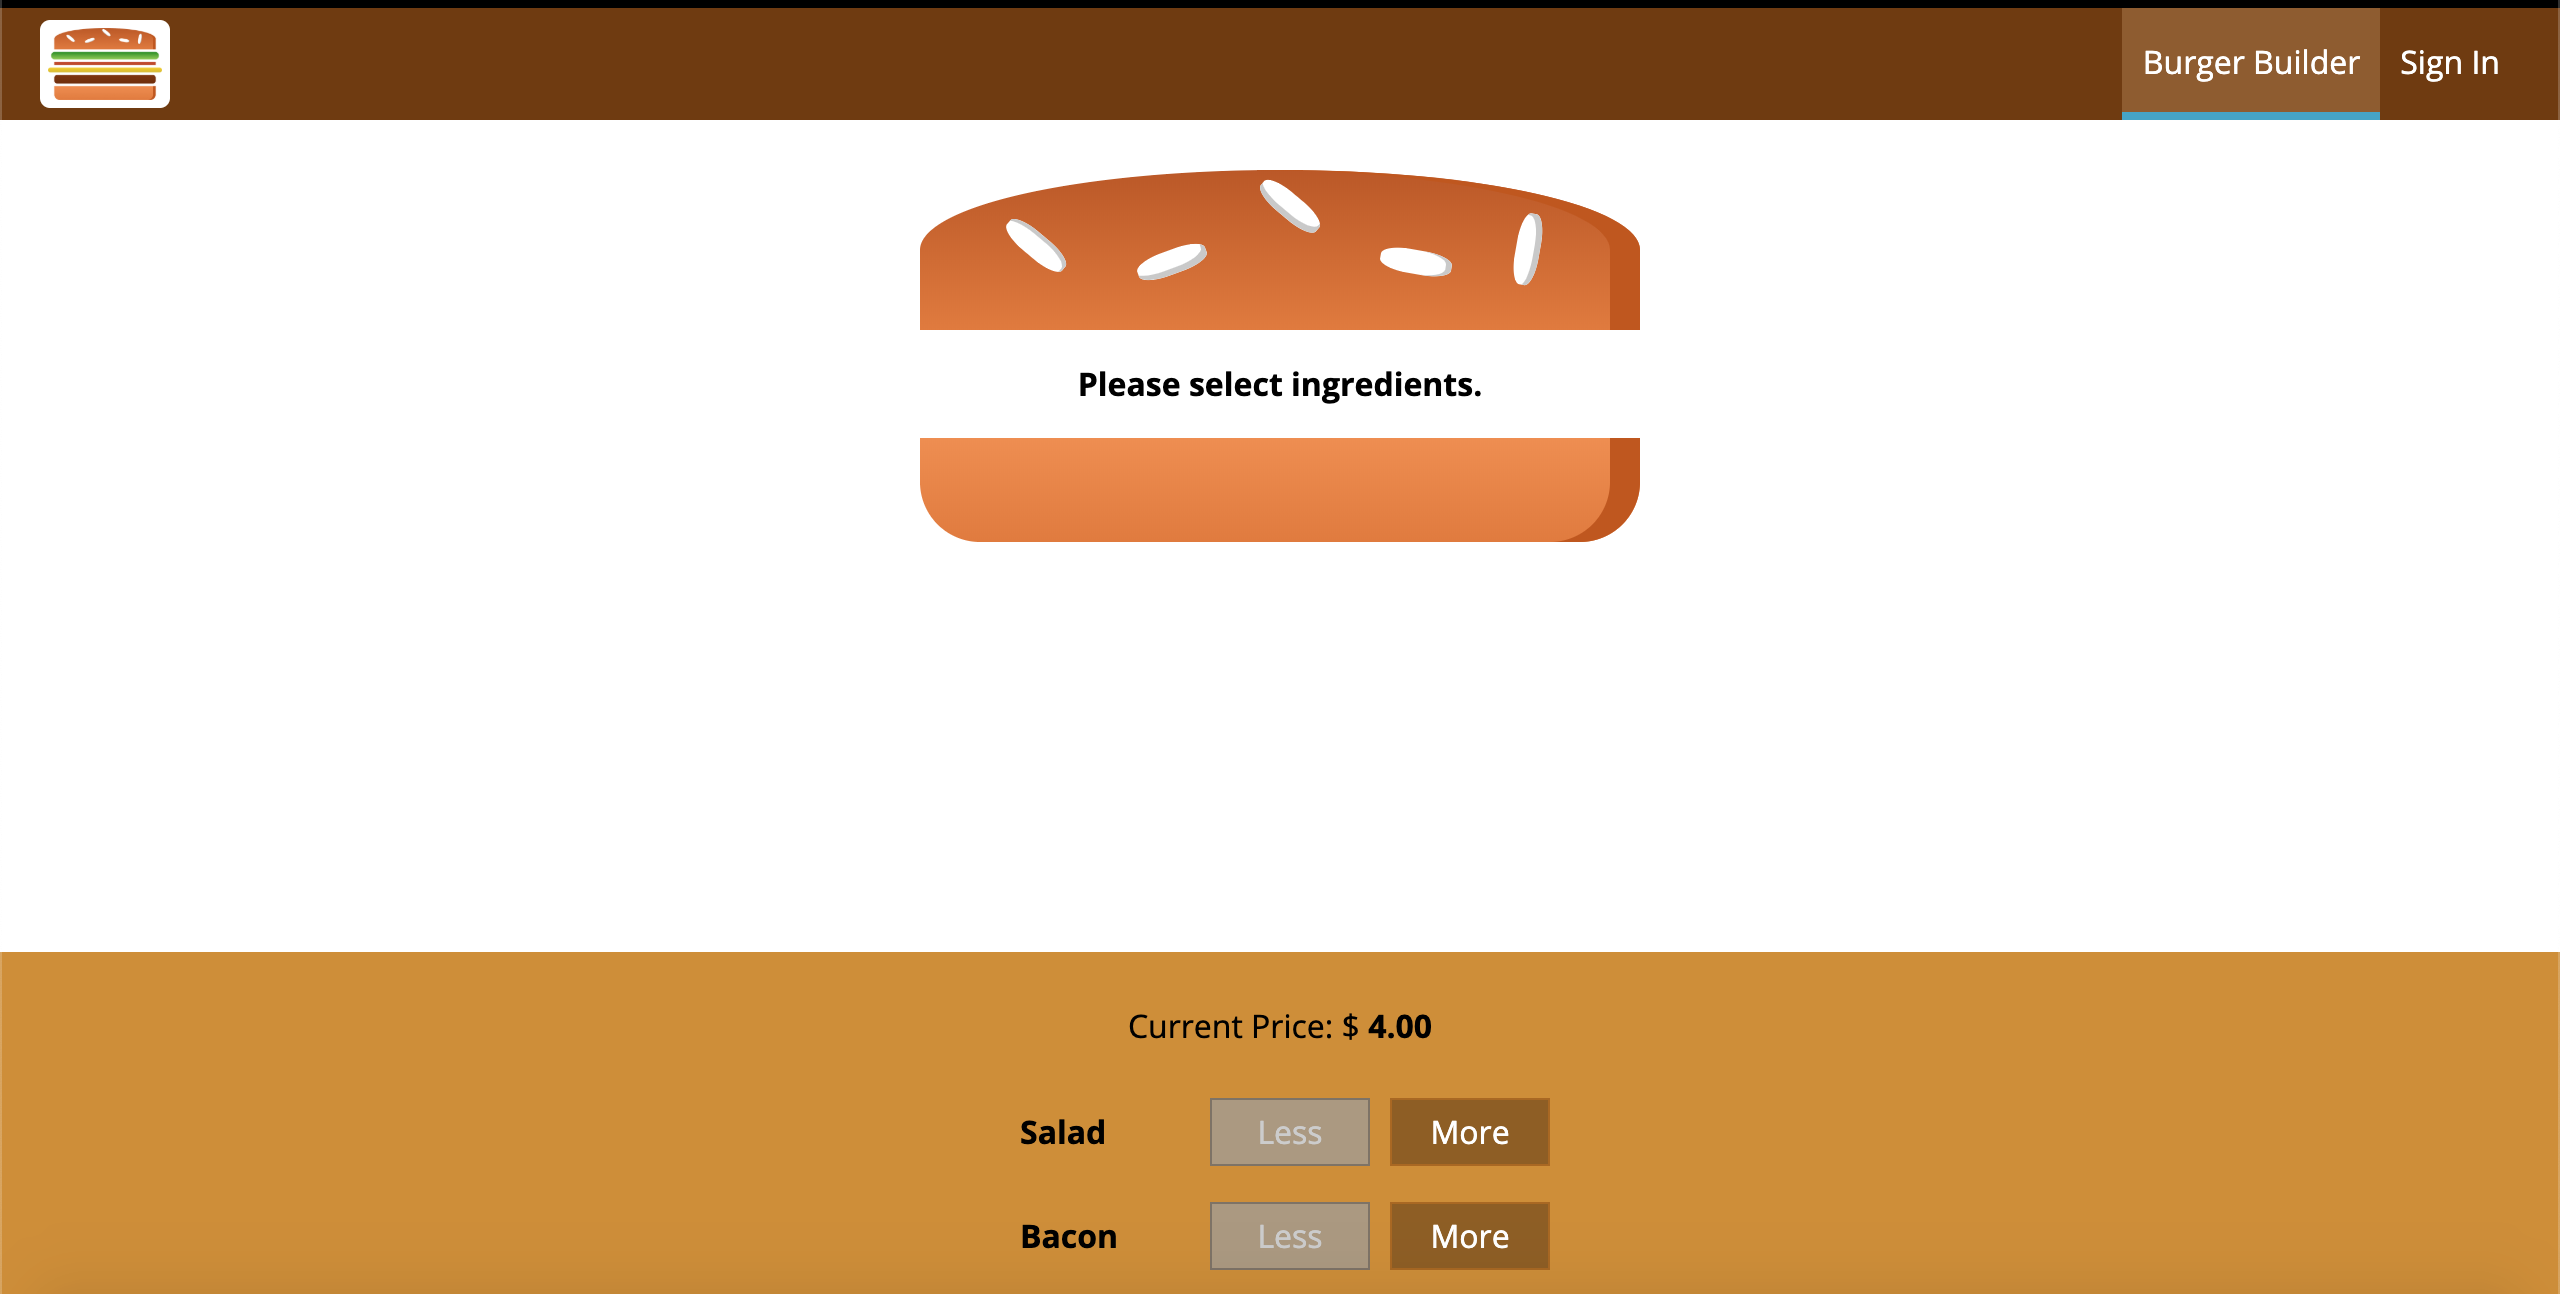 Burger Builder Sign In
Please select ingredients.
Current Price: $ 4.00
Salad Less More
Bacon Less More